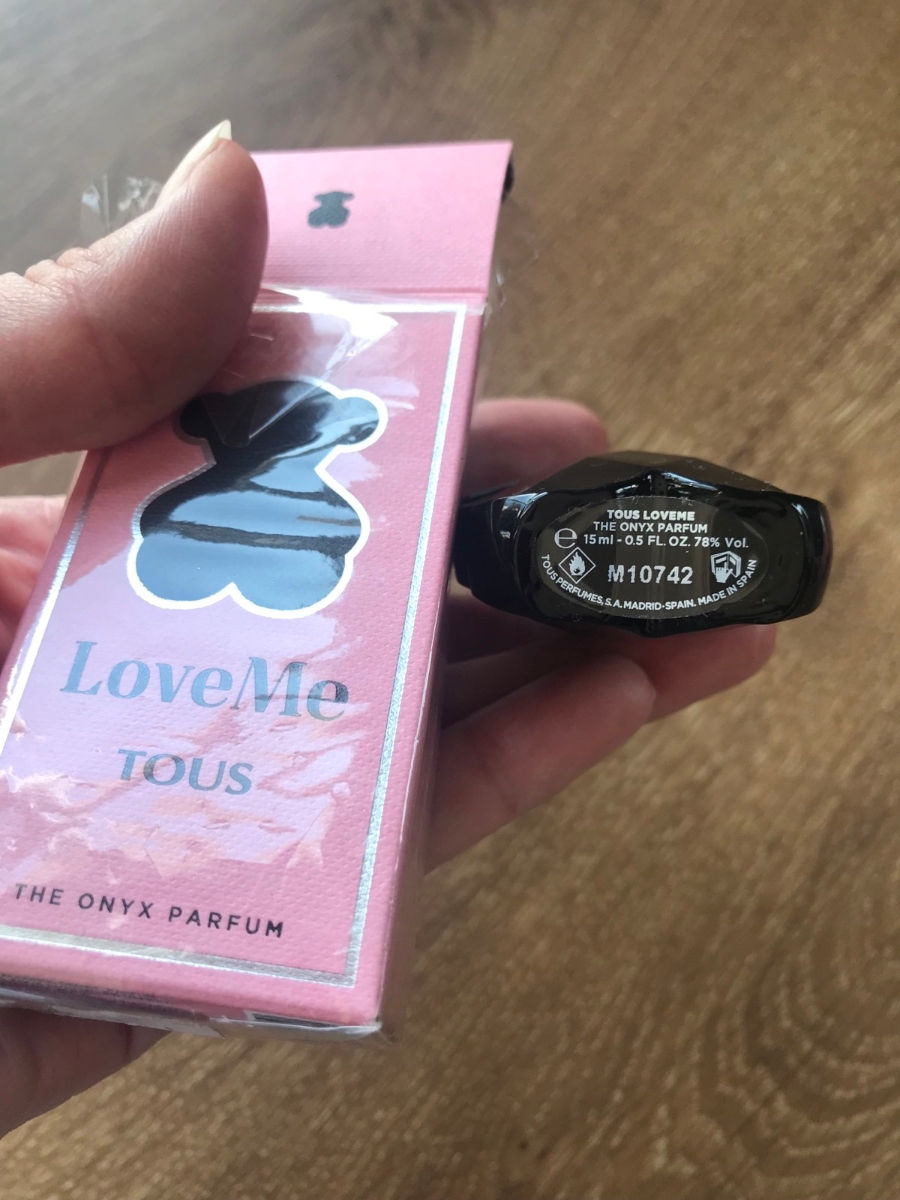 LoveMe
TOUS
THE ONYX PARFUM
TOUS LOVEME
THE ONYX PARFUM
e 15 ml - 0.5 FL. OZ. 78% Vol.
M10742
TOUS PERFUMES, S.A. MADRID-SPAIN. MADE IN SPAIN